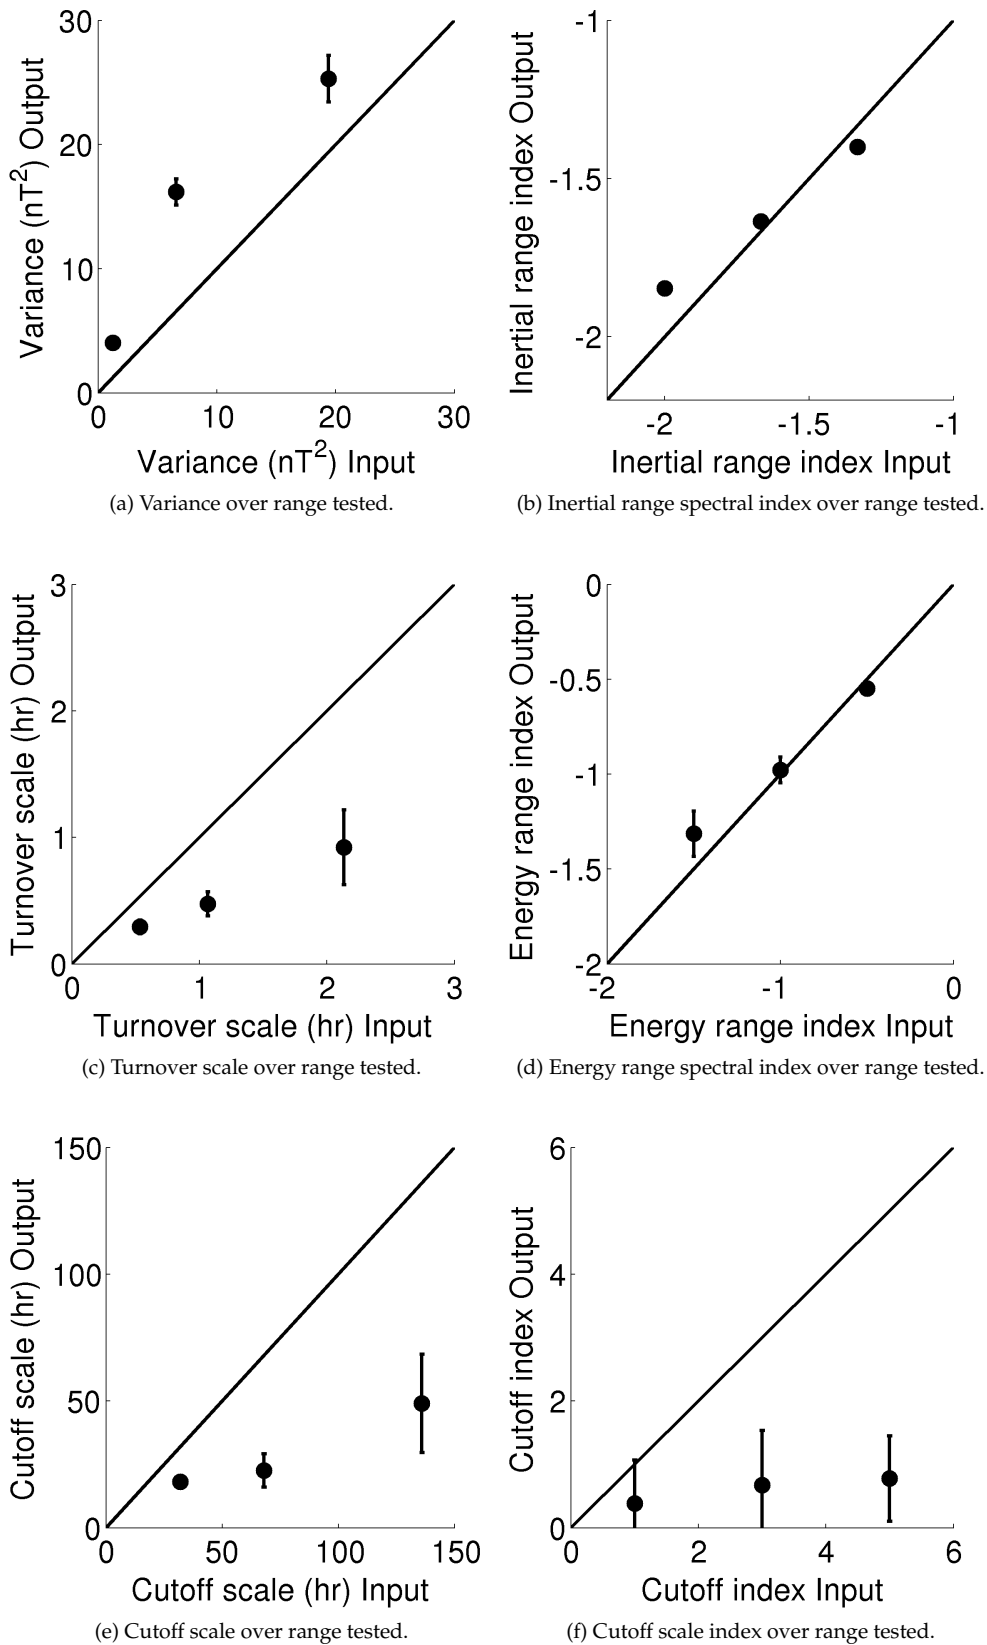 30
20
10
0
0 10 20 30
Variance (nT²) Output
Variance (nT²) Input
(a) Variance over range tested.
-1
-1.5
-2
-2 -1.5 -1
Inertial range index Output
Inertial range index Input
(b) Inertial range spectral index over range tested.
3
2
1
0
0 1 2 3
Turnover scale (hr) Output
Turnover scale (hr) Input
(c) Turnover scale over range tested.
0
-0.5
-1
-1.5
-2
-2 -1 0
Energy range index Output
Energy range index Input
(d) Energy range spectral index over range tested.
150
100
50
0
0 50 100 150
Cutoff scale (hr) Output
Cutoff scale (hr) Input
(e) Cutoff scale over range tested.
6
4
2
0
0 2 4 6
Cutoff index Output
Cutoff index Input
(f) Cutoff scale index over range tested.